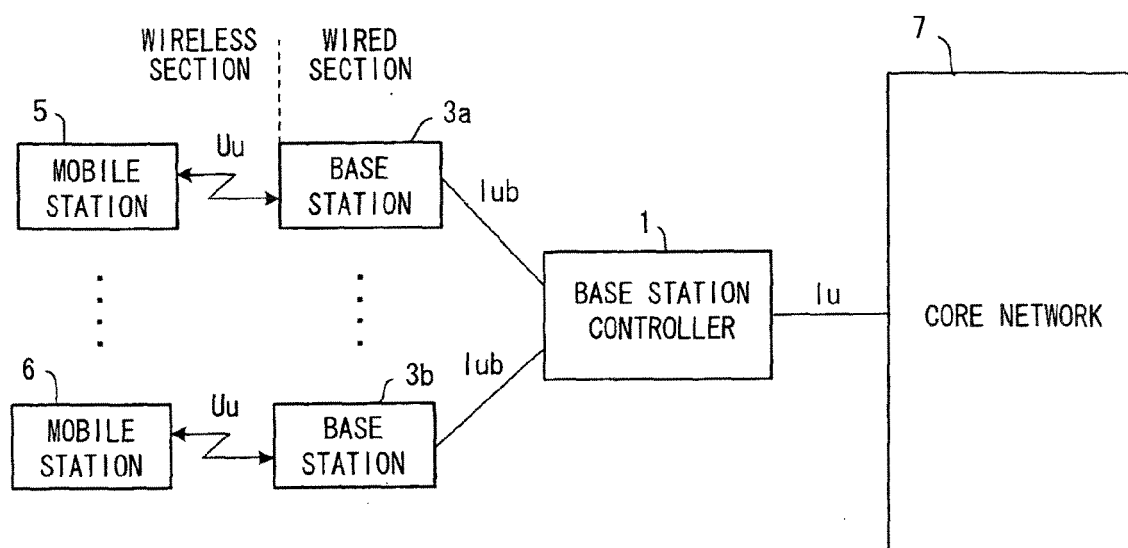 7
WIRELESS
SECTION
WIRED
SECTION
5
3a
Uu
MOBILE
STATION
BASE
STATION
Iub
1
BASE STATION
CONTROLLER
Iu
CORE NETWORK
6
3b
Iub
Uu
MOBILE
STATION
BASE
STATION